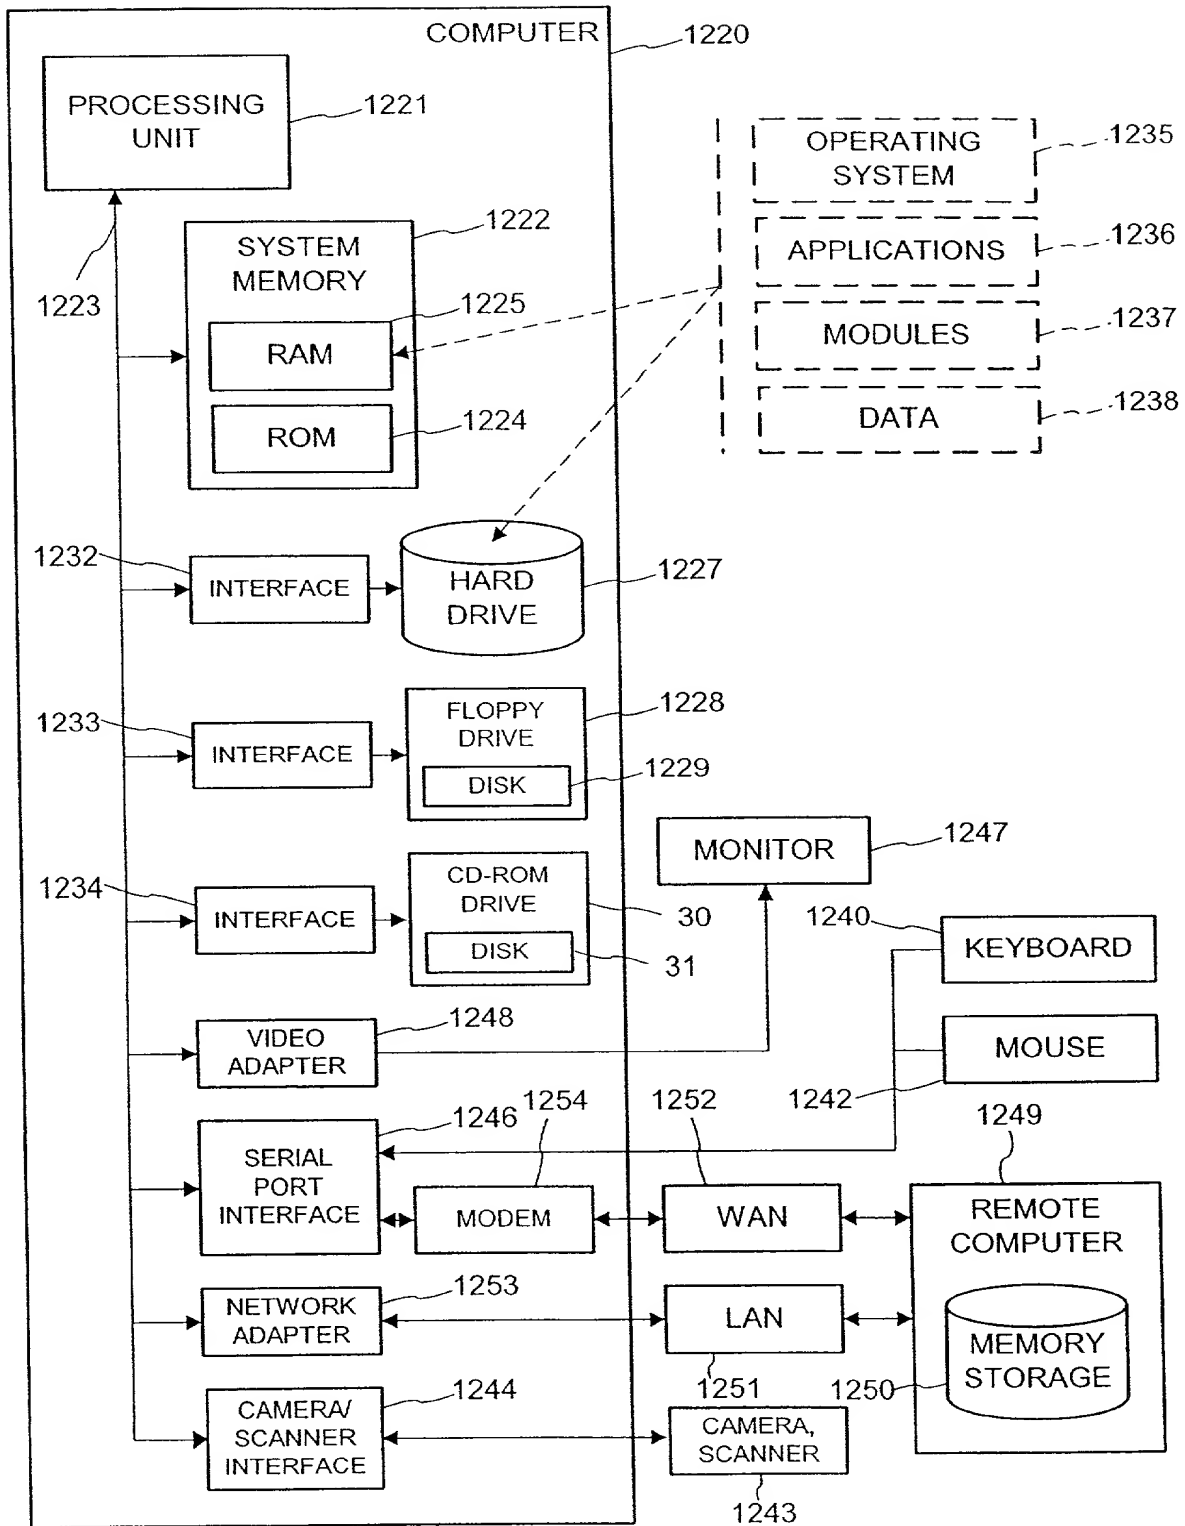 COMPUTER
1220
PROCESSING
UNIT
1221
1223
SYSTEM
MEMORY
1222
1225
RAM
ROM
1224
OPERATING
SYSTEM
1235
APPLICATIONS
1236
MODULES
1237
DATA
1238
1232
INTERFACE
HARD
DRIVE
1227
1233
INTERFACE
FLOPPY
DRIVE
1228
DISK
1229
1234
INTERFACE
CD-ROM
DRIVE
30
DISK
31
MONITOR
1247
1240
KEYBOARD
MOUSE
1242
VIDEO
ADAPTER
1248
SERIAL
PORT
INTERFACE
1246
1254
MODEM
1252
WAN
1249
REMOTE
COMPUTER
MEMORY
STORAGE
1250
NETWORK
ADAPTER
1253
LAN
1251
CAMERA/
SCANNER
INTERFACE
1244
CAMERA,
SCANNER
1243